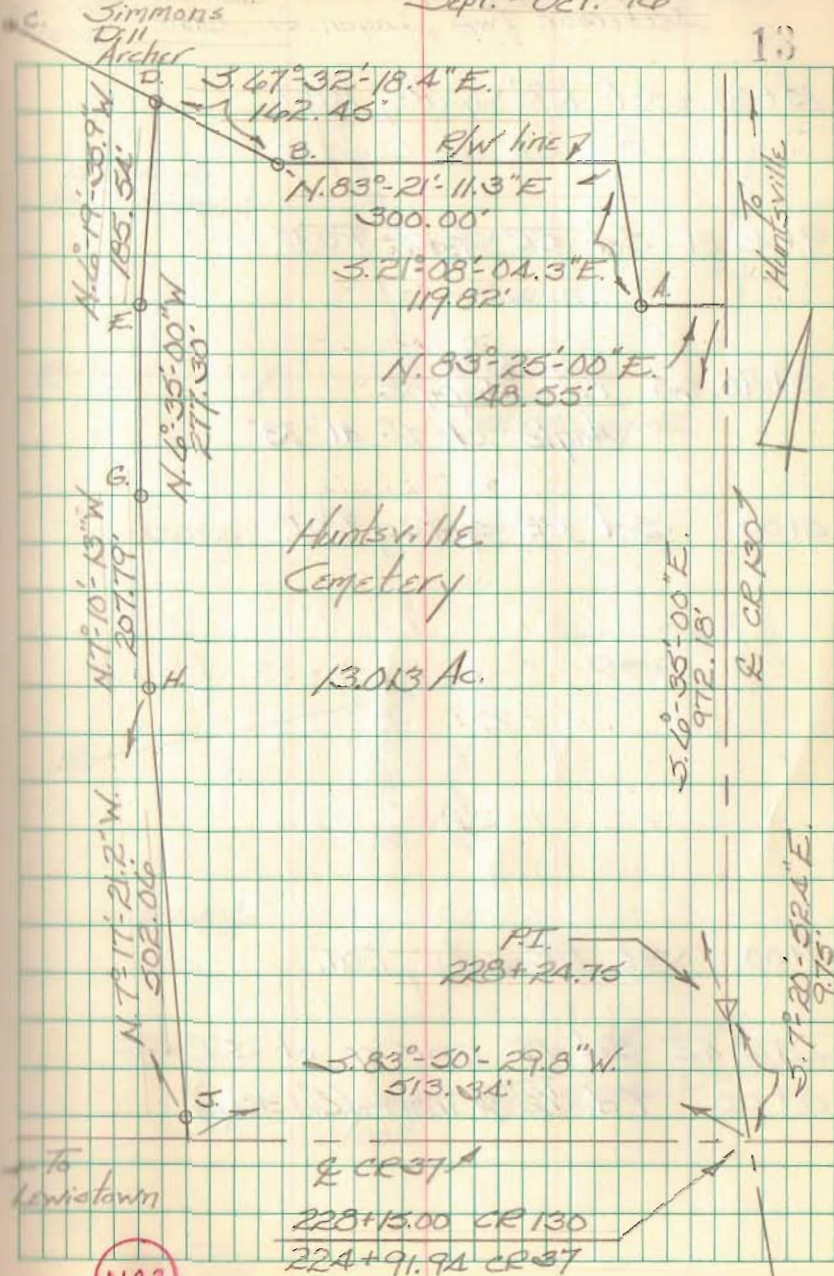 Sept. - Oct. '76
13
C.
Simmons
Dill
Archer
D.
S.67°-32'-18.4"E.
162.45'
B.
R/W line
N.83°-21'-11.3"E
300.00'
S.21°-08'-04.3"E.
119.82'
A.
N.83°-25'-00"E.
48.55'
To
Huntsville
N.6°-19'-35.9"W.
185.54'
E.
N.6°-35'-00"W
277.30'
G.
N.7°-10'-13"W
207.79'
H.
Huntsville
Cemetery
13.013 Ac.
S.6°-35'-00"E.
972.18'
℄ CR 130
N.7°-17'-21.2"W.
502.06
P.I.
228+24.75
S.7°-20'-52.4"E.
9.75'
S.83°-50'-29.8"W.
513.34'
J.
To
Lewistown
℄ CR 37
228+15.00 CR 130
224+91.94 CR 37